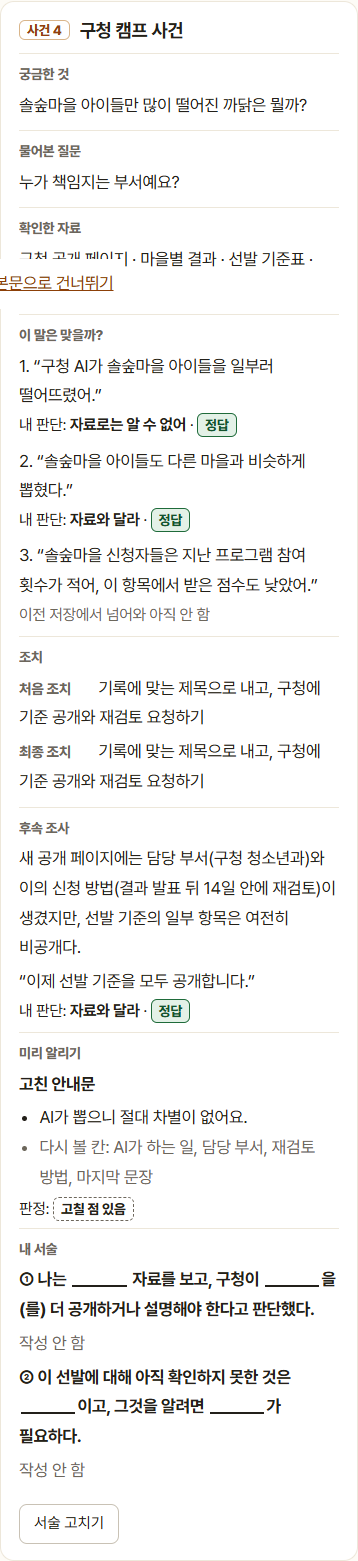 사건 4 구청 캠프 사건
궁금한 것
솔숲마을 아이들만 많이 떨어진 까닭은 뭘까?
물어본 질문
누가 책임지는 부서예요?
확인한 자료
구청 공개 페이지 · 마을별 결과 · 선발 기준표 ·
본문으로 건너뛰기
이 말은 맞을까?
1. “구청 AI가 솔숲마을 아이들을 일부러
떨어뜨렸어.”
내 판단: 자료로는 알 수 없어 · 정답
2. “솔숲마을 아이들도 다른 마을과 비슷하게
뽑혔다.”
내 판단: 자료와 달라 · 정답
3. “솔숲마을 신청자들은 지난 프로그램 참여
횟수가 적어, 이 항목에서 받은 점수도 낮았어.”
이전 저장에서 넘어와 아직 안 함
조치
처음 조치 기록에 맞는 제목으로 내고, 구청에
기준 공개와 재검토 요청하기
최종 조치 기록에 맞는 제목으로 내고, 구청에
기준 공개와 재검토 요청하기
후속 조사
새 공개 페이지에는 담당 부서(구청 청소년과)와
이의 신청 방법(결과 발표 뒤 14일 안에 재검토)이
생겼지만, 선발 기준의 일부 항목은 여전히
비공개다.
“이제 선발 기준을 모두 공개합니다.”
내 판단: 자료와 달라 · 정답
미리 알리기
고친 안내문
• AI가 뽑으니 절대 차별이 없어요.
• 다시 볼 칸: AI가 하는 일, 담당 부서, 재검토
방법, 마지막 문장
판정: 고칠 점 있음
내 서술
① 나는 ______ 자료를 보고, 구청이 ______을
(를) 더 공개하거나 설명해야 한다고 판단했다.
작성 안 함
② 이 선발에 대해 아직 확인하지 못한 것은
______이고, 그것을 알려면 ______가
필요하다.
작성 안 함
서술 고치기